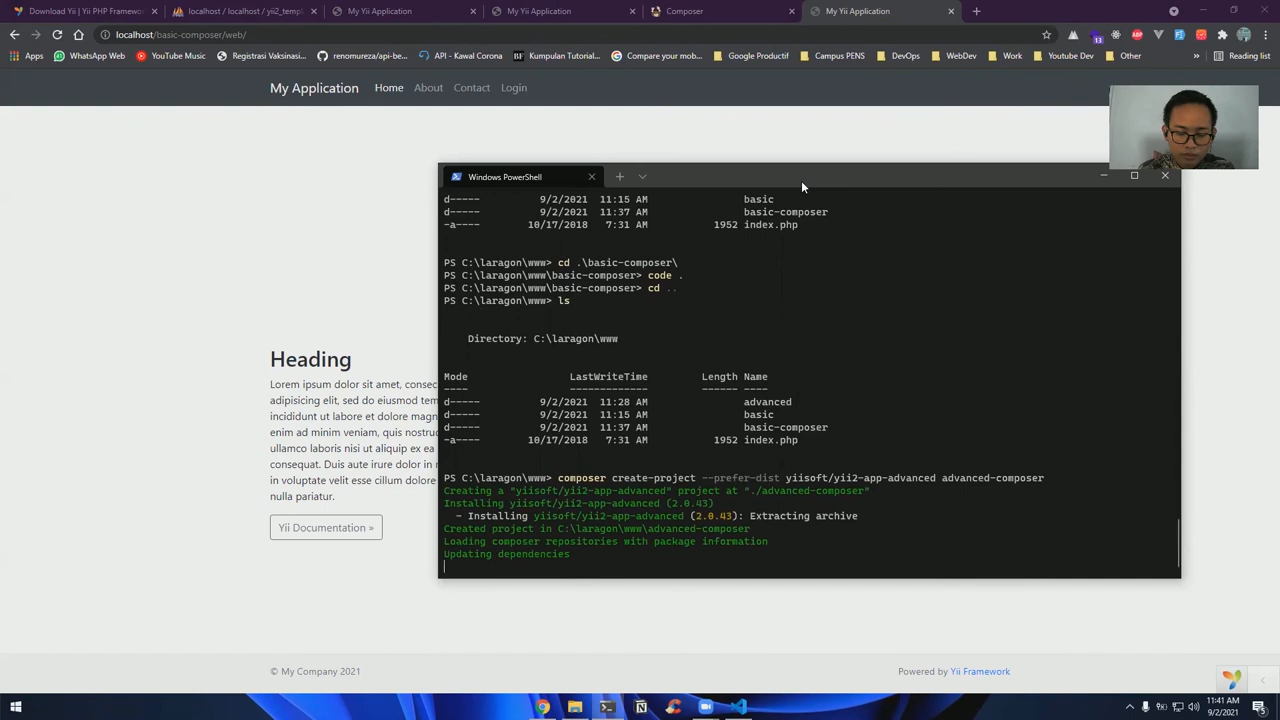 Download Yii | Yii PHP Framew
localhost / localhost / yii2_templ
My Yii Application
My Yii Application
Composer
My Yii Application
localhost/basic-composer/web/
Apps
WhatsApp Web
YouTube Music
Registrasi Vaksinasi...
renomureza/api-be...
API - Kawal Corona
Kumpulan Tutorial...
Compare your mob...
Google Productif
Campus PENS
DevOps
WebDev
Work
Youtube Dev
Other
»
Reading list
My Application Home About Contact Login
Windows PowerShell
d----- 9/2/2021 11:15 AM basic
d----- 9/2/2021 11:37 AM basic-composer
-a---- 10/17/2018 7:31 AM 1952 index.php
PS C:\laragon\www> cd .\basic-composer\
PS C:\laragon\www\basic-composer> code .
PS C:\laragon\www\basic-composer> cd ..
PS C:\laragon\www> ls
Directory: C:\laragon\www
Mode LastWriteTime Length Name
---- ------------- ------ ----
d----- 9/2/2021 11:28 AM advanced
d----- 9/2/2021 11:15 AM basic
d----- 9/2/2021 11:37 AM basic-composer
-a---- 10/17/2018 7:31 AM 1952 index.php
PS C:\laragon\www> composer create-project --prefer-dist yiisoft/yii2-app-advanced advanced-composer
Creating a "yiisoft/yii2-app-advanced" project at "./advanced-composer"
Installing yiisoft/yii2-app-advanced (2.0.43)
- Installing yiisoft/yii2-app-advanced (2.0.43): Extracting archive
Created project in C:\laragon\www\advanced-composer
Loading composer repositories with package information
Updating dependencies
Heading
Lorem ipsum dolor sit amet, consec
adipisicing elit, sed do eiusmod tem
incididunt ut labore et dolore magn
enim ad minim veniam, quis nostru
ullamco laboris nisi ut aliquip ex ea
consequat. Duis aute irure dolor in
in voluptate velit esse cillum dolore
nulla pariatur.
Yii Documentation »
© My Company 2021
Powered by Yii Framework
11:41 AM
9/2/2021